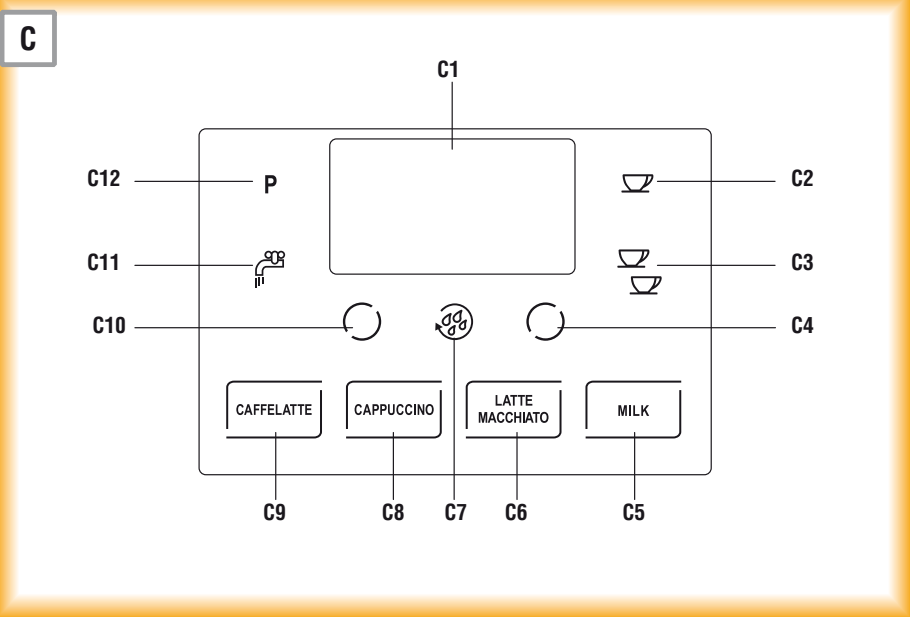 C
C1
C12
P
C2
C11
C3
C10
C4
CAFFELATTE
CAPPUCCINO
LATTE
MACCHIATO
MILK
C9
C8
C7
C6
C5